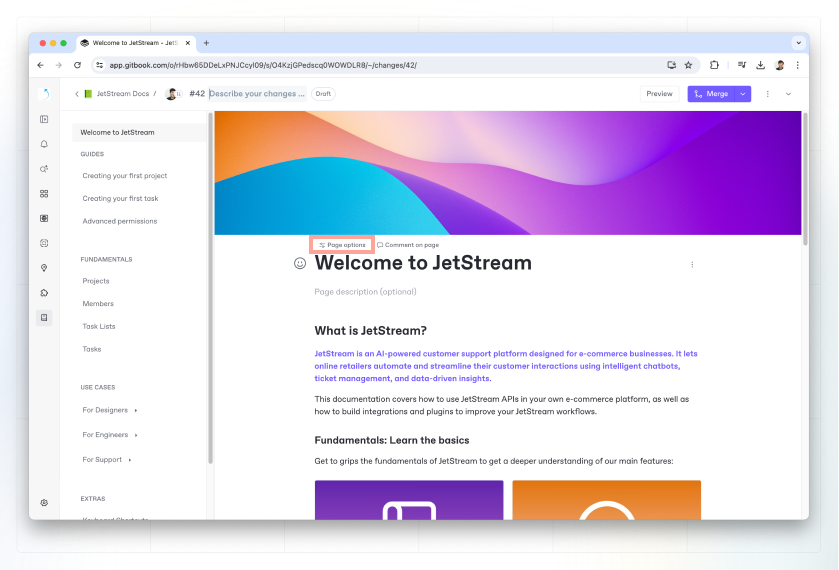 Welcome to JetStream - JetS
app.gitbook.com/o/rHbw65DDeLxPNJCcyl09/s/O4KzjGPedscq0WOWDLR8/~/changes/42/
JetStream Docs / #42 Describe your changes ... Draft Preview Merge
Welcome to JetStream
GUIDES
Creating your first project
Creating your first task
Advanced permissions
FUNDAMENTALS
Projects
Members
Task Lists
Tasks
USE CASES
For Designers
For Engineers
For Support
EXTRAS
Keyboard Shortcuts
Page options Comment on page
Welcome to JetStream
Page description (optional)
What is JetStream?
JetStream is an AI-powered customer support platform designed for e-commerce businesses. It lets
online retailers automate and streamline their customer interactions using intelligent chatbots,
ticket management, and data-driven insights.
This documentation covers how to use JetStream APIs in your own e-commerce platform, as well as
how to build integrations and plugins to improve your JetStream workflows.
Fundamentals: Learn the basics
Get to grips the fundamentals of JetStream to get a deeper understanding of our main features: